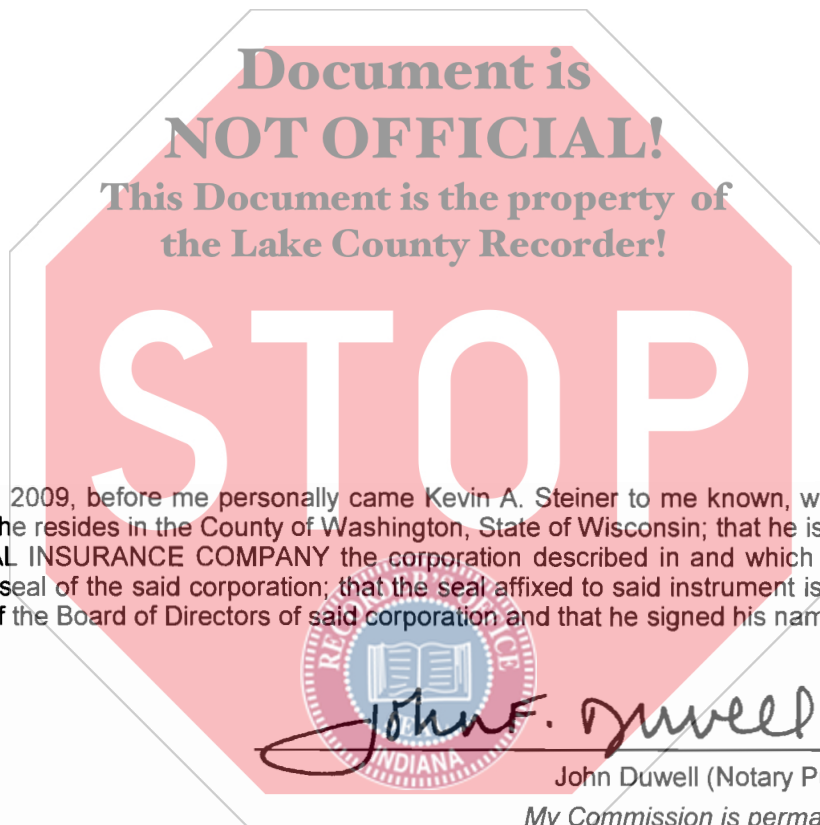 Document is
NOT OFFICIAL!
This Document is the property of
the Lake County Recorder!
STOP
2009, before me personally came Kevin A. Steiner to me known, w
he resides in the County of Washington, State of Wisconsin; that he is
AL INSURANCE COMPANY the corporation described in and which
seal of the said corporation; that the seal affixed to said instrument is
f the Board of Directors of said corporation and that he signed his nam
RECORDER'S OFFICE
INDIANA
John F. Duwell
John Duwell (Notary P
My Commission is perma